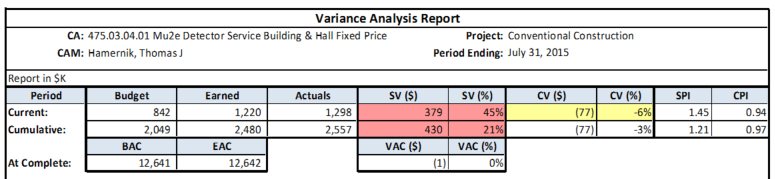 Variance Analysis Report
CA: 475.03.04.01 Mu2e Detector Service Building & Hall Fixed Price Project: Conventional Construction
CAM: Hamernik, Thomas J Period Ending: July 31, 2015
Report in $K
Period Budget Earned Actuals SV ($) SV (%) CV ($) CV (%) SPI CPI
Current: 842 1,220 1,298 379 45% (77) -6% 1.45 0.94
Cumulative: 2,049 2,480 2,557 430 21% (77) -3% 1.21 0.97
BAC EAC VAC ($) VAC (%)
At Complete: 12,641 12,642 (1) 0%